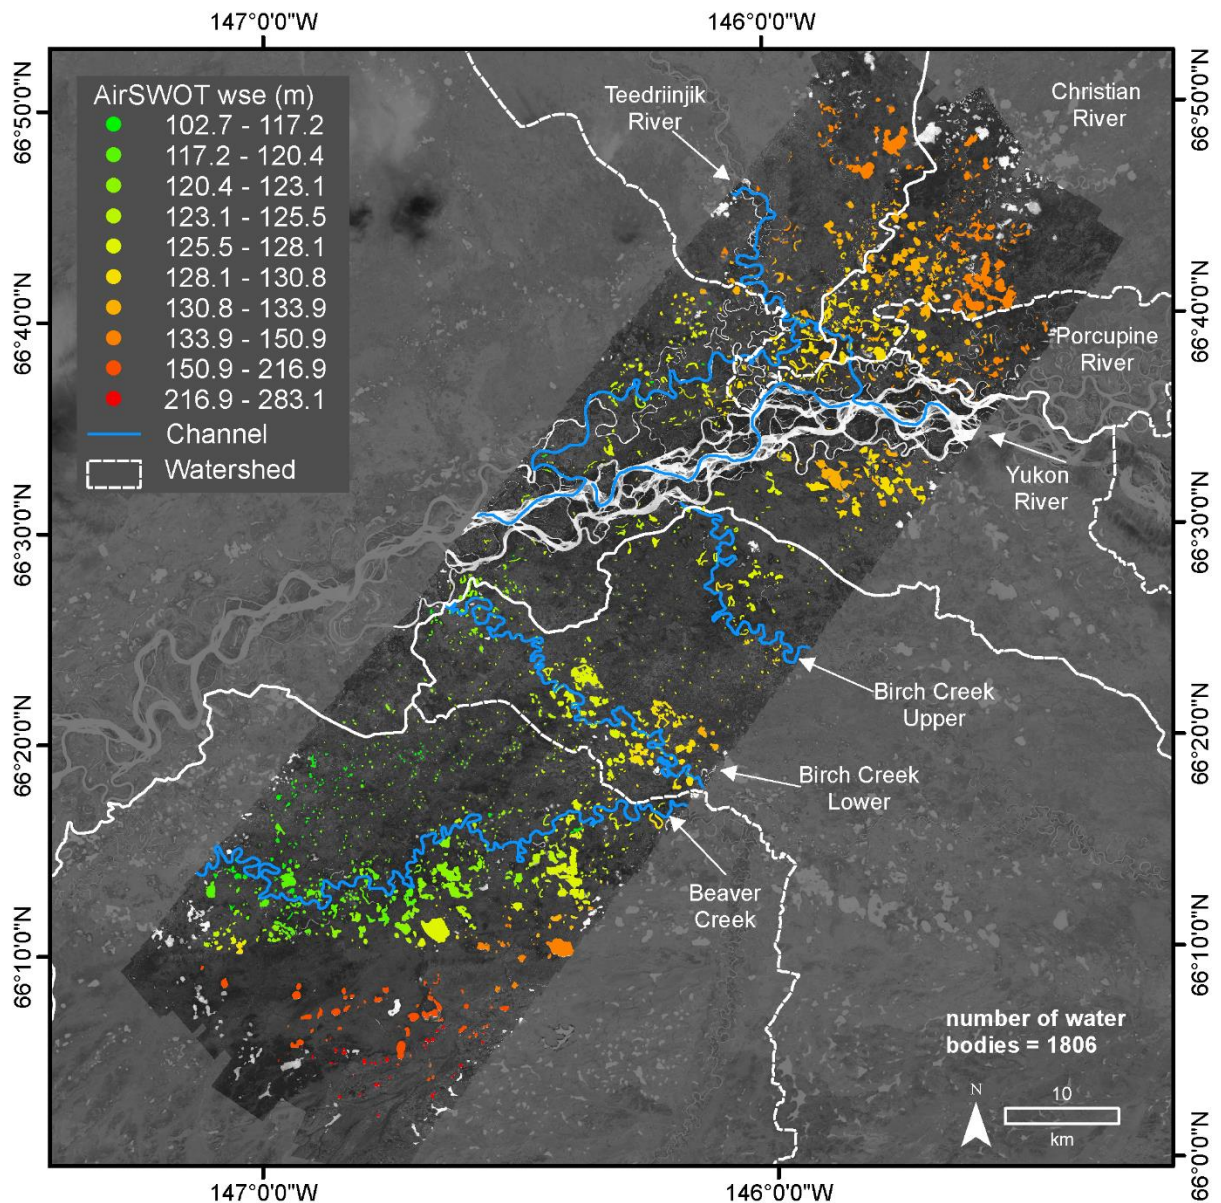 147°0'0"W
146°0'0"W
AirSWOT wse (m)
102.7 - 117.2
117.2 - 120.4
120.4 - 123.1
123.1 - 125.5
125.5 - 128.1
128.1 - 130.8
130.8 - 133.9
133.9 - 150.9
150.9 - 216.9
216.9 - 283.1
Channel
Watershed
Teedriinjik
River
Christian
River
Porcupine
River
Yukon
River
Birch Creek
Upper
Birch Creek
Lower
Beaver
Creek
number of water
bodies = 1806
N
10
km
66°50'0"N
66°40'0"N
66°30'0"N
66°20'0"N
66°10'0"N
66°50'0"N
66°40'0"N
66°30'0"N
66°20'0"N
66°10'0"N
66°0'0"N
147°0'0"W
146°0'0"W